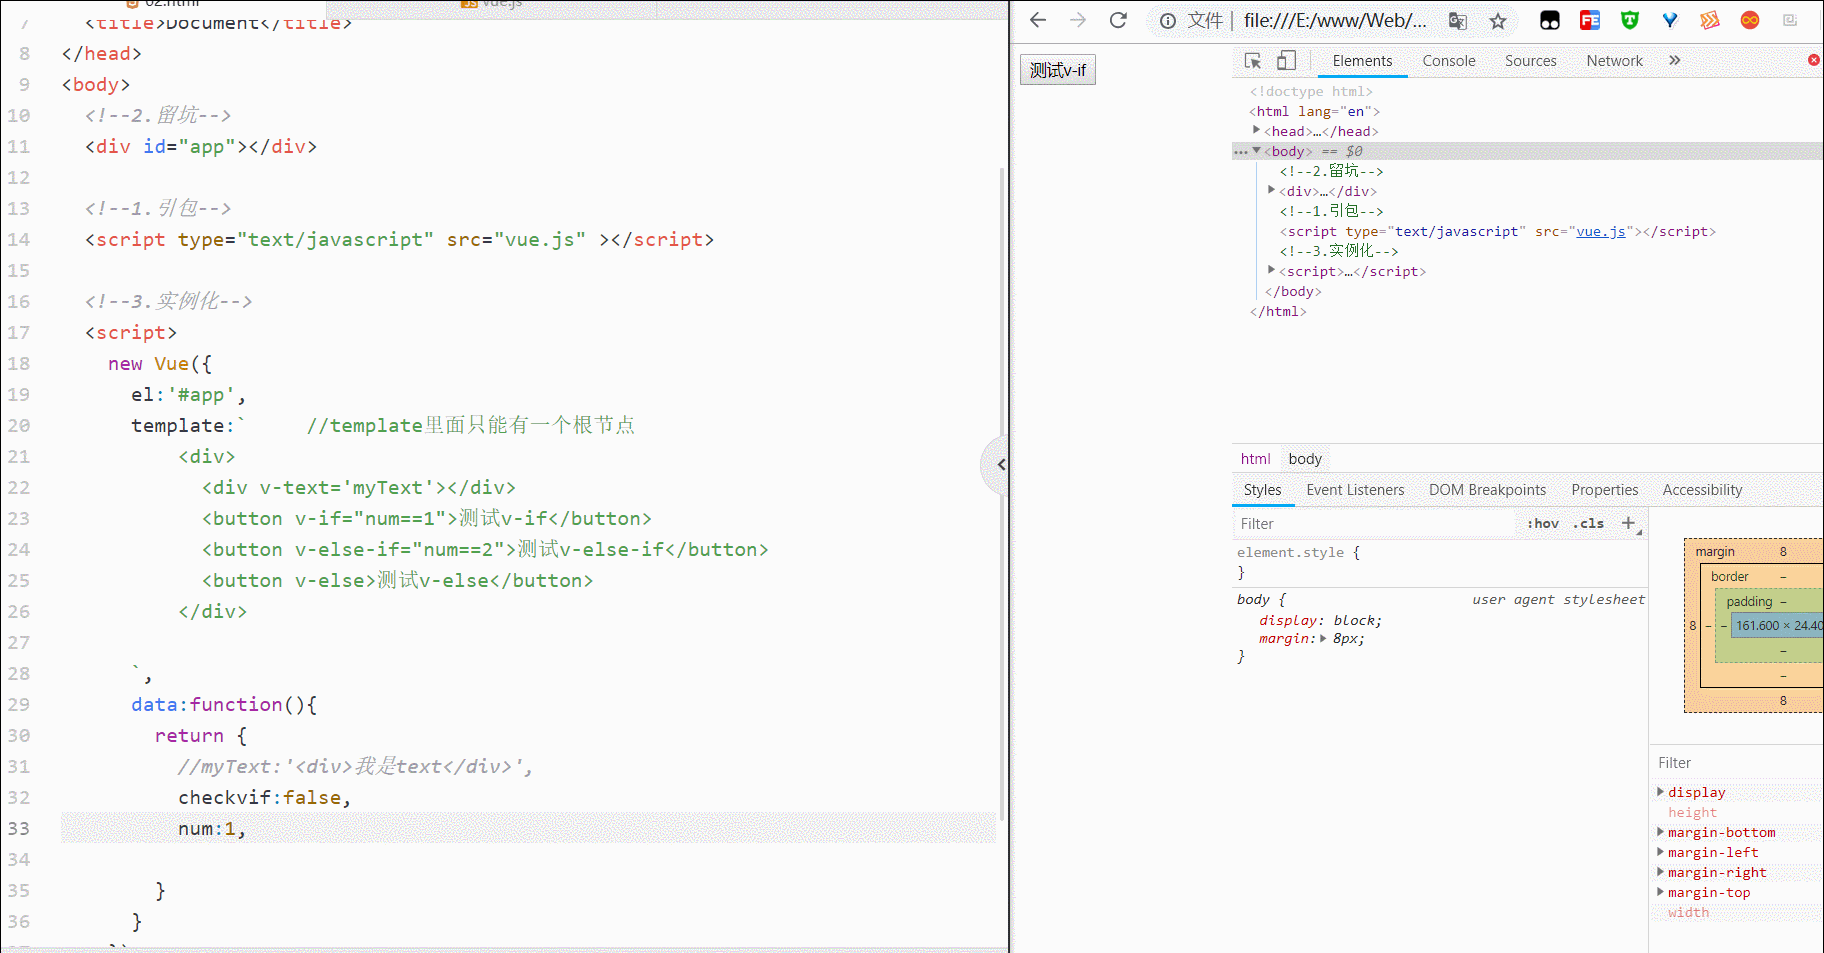 02.html
vue.js
7 <title>Document</title>
8 </head>
9 <body>
10 <!--2.留坑-->
11 <div id="app"></div>
12
13 <!--1.引包-->
14 <script type="text/javascript" src="vue.js" ></script>
15
16 <!--3.实例化-->
17 <script>
18 new Vue({
19 el:'#app',
20 template:` //template里面只能有一个根节点
21 <div>
22 <div v-text='myText'></div>
23 <button v-if="num==1">测试v-if</button>
24 <button v-else-if="num==2">测试v-else-if</button>
25 <button v-else>测试v-else</button>
26 </div>
27
28 `,
29 data:function(){
30 return {
31 //myText:'<div>我是text</div>',
32 checkvif:false,
33 num:1,
34
35 }
36 }
文件 | file:///E:/www/Web/...
测试v-if
Elements Console Sources Network »
<!doctype html>
<html lang="en">
<head>…</head>
<body> == $0
<!--2.留坑-->
<div>…</div>
<!--1.引包-->
<script type="text/javascript" src="vue.js"></script>
<!--3.实例化-->
<script>…</script>
</body>
</html>
html body
Styles Event Listeners DOM Breakpoints Properties Accessibility
Filter :hov .cls +
element.style {
}
body { user agent stylesheet
display: block;
margin: 8px;
}
margin 8
border –
padding –
8 – – 161.600 × 24.40
–
–
8
Filter
display
height
margin-bottom
margin-left
margin-right
margin-top
width